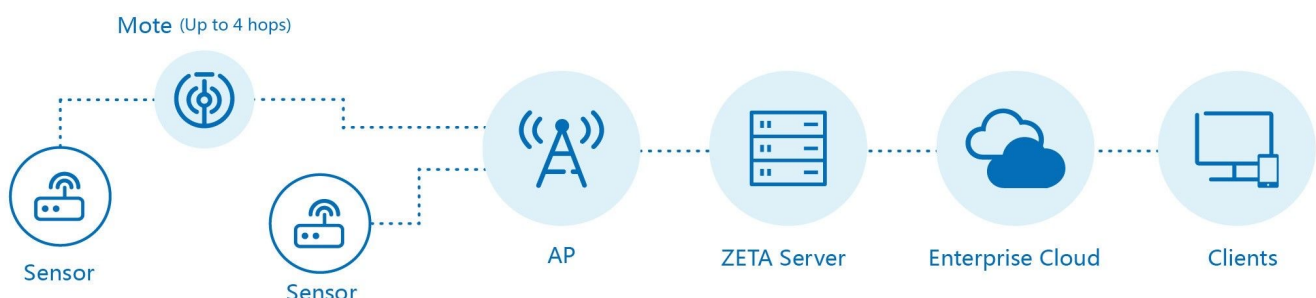 Mote (Up to 4 hops)
Sensor
Sensor
AP
ZETA Server
Enterprise Cloud
Clients